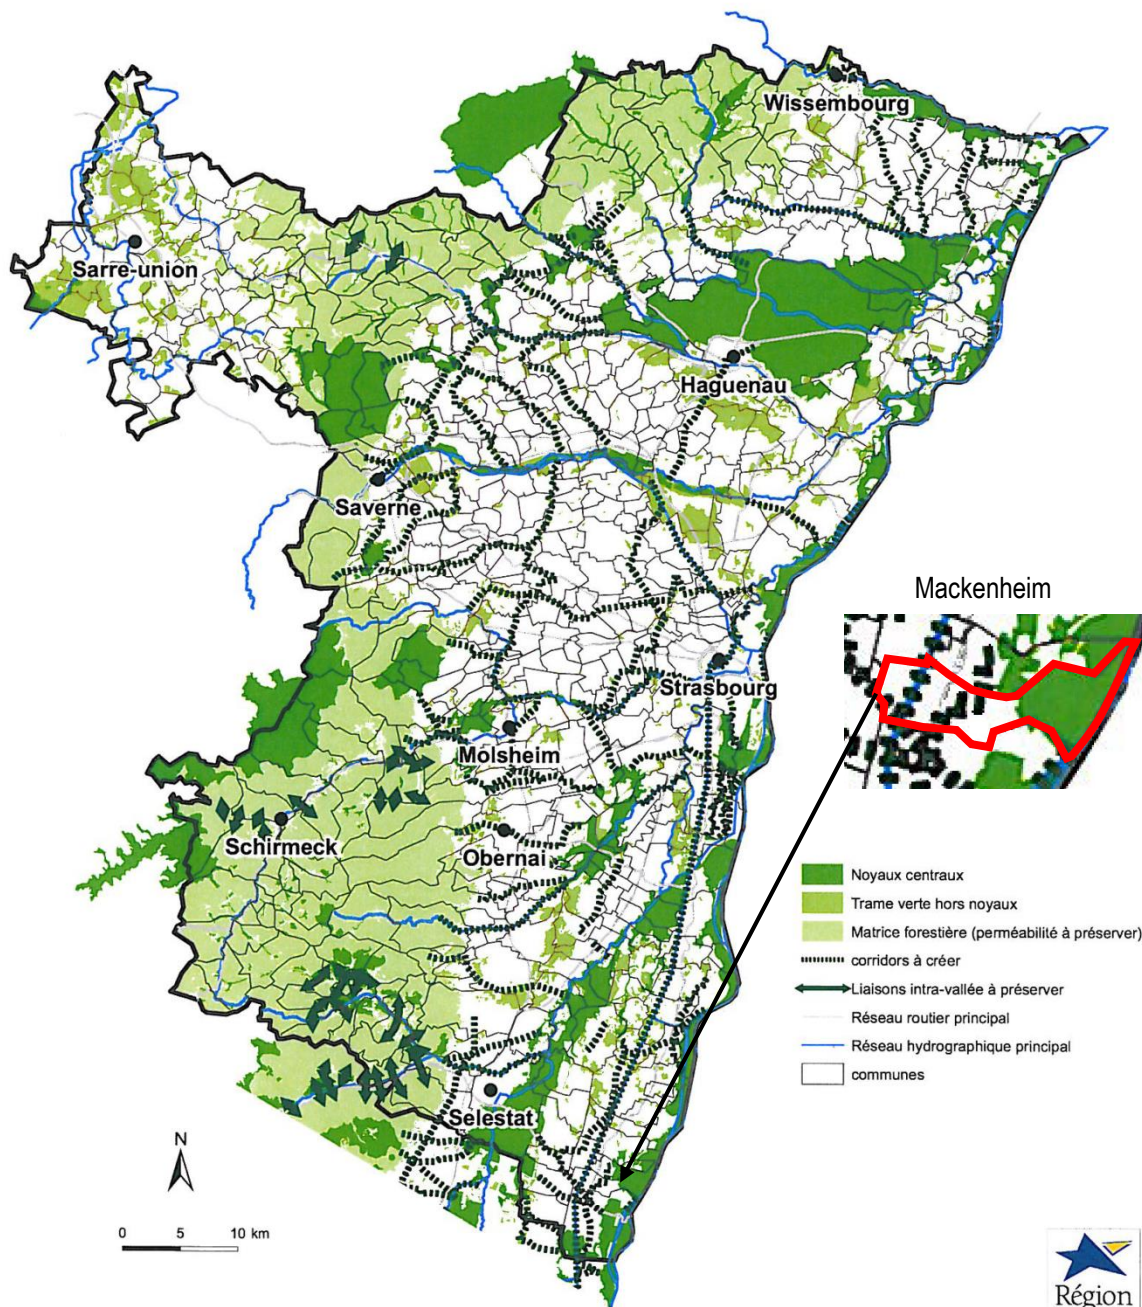 Wissembourg
Sarre-union
Haguenau
Saverne
Mackenheim
Strasbourg
Molsheim
Schirmeck
Obernai
Noyaux centraux
Trame verte hors noyaux
Matrice forestière (perméabilité à préserver)
corridors à créer
Liaisons intra-vallée à préserver
Réseau routier principal
Réseau hydrographique principal
communes
Selestat
N
0 5 10 km
Région